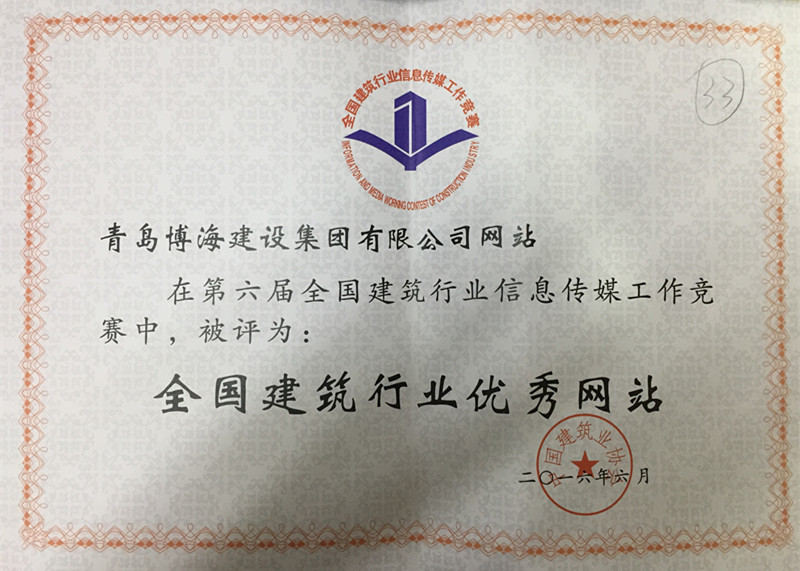 全国建筑行业信息传媒工作竞赛
INFORMATION AND MEDIA WORKING CONTEST OF CONSTRUCTION INDUSTRY
33
青岛博海建设集团有限公司网站
在第六届全国建筑行业信息传媒工作竞
赛中，被评为：
全国建筑行业优秀网站
中国建筑业协会
二〇一六年六月